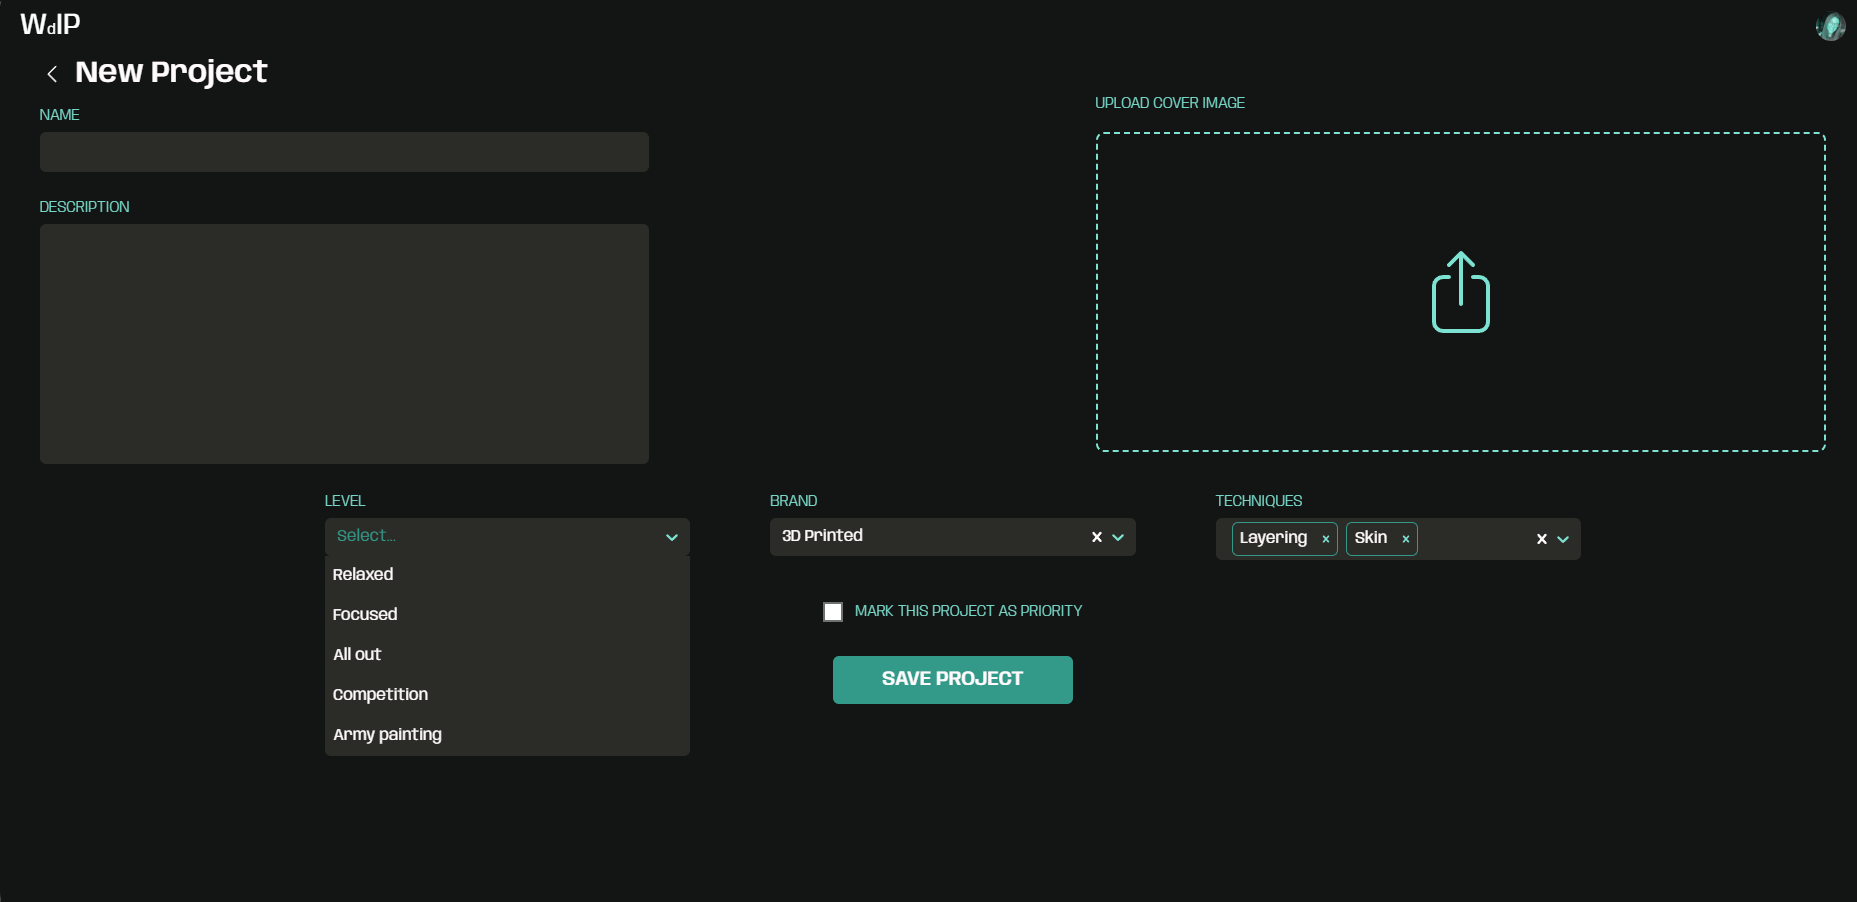 WdIP
New Project
NAME
UPLOAD COVER IMAGE
DESCRIPTION
LEVEL
BRAND
TECHNIQUES
Select...
3D Printed
Layering
Skin
Relaxed
Focused
All out
Competition
Army painting
MARK THIS PROJECT AS PRIORITY
SAVE PROJECT